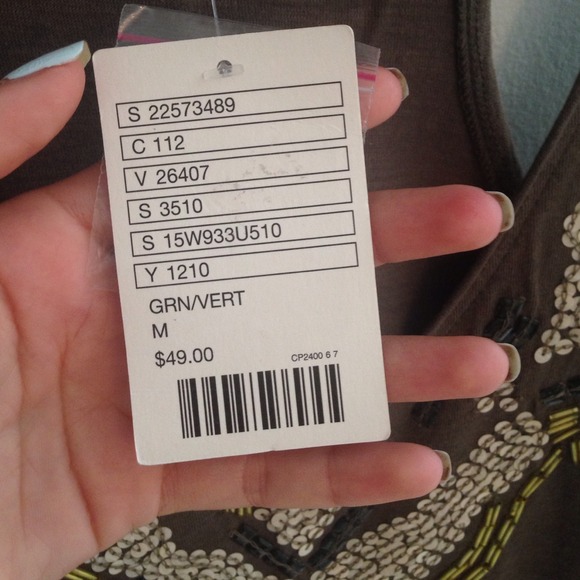 S 22573489
C 112
V 26407
S 3510
S 15W933U510
Y 1210
GRN/VERT
M
$49.00
CP2400 6 7